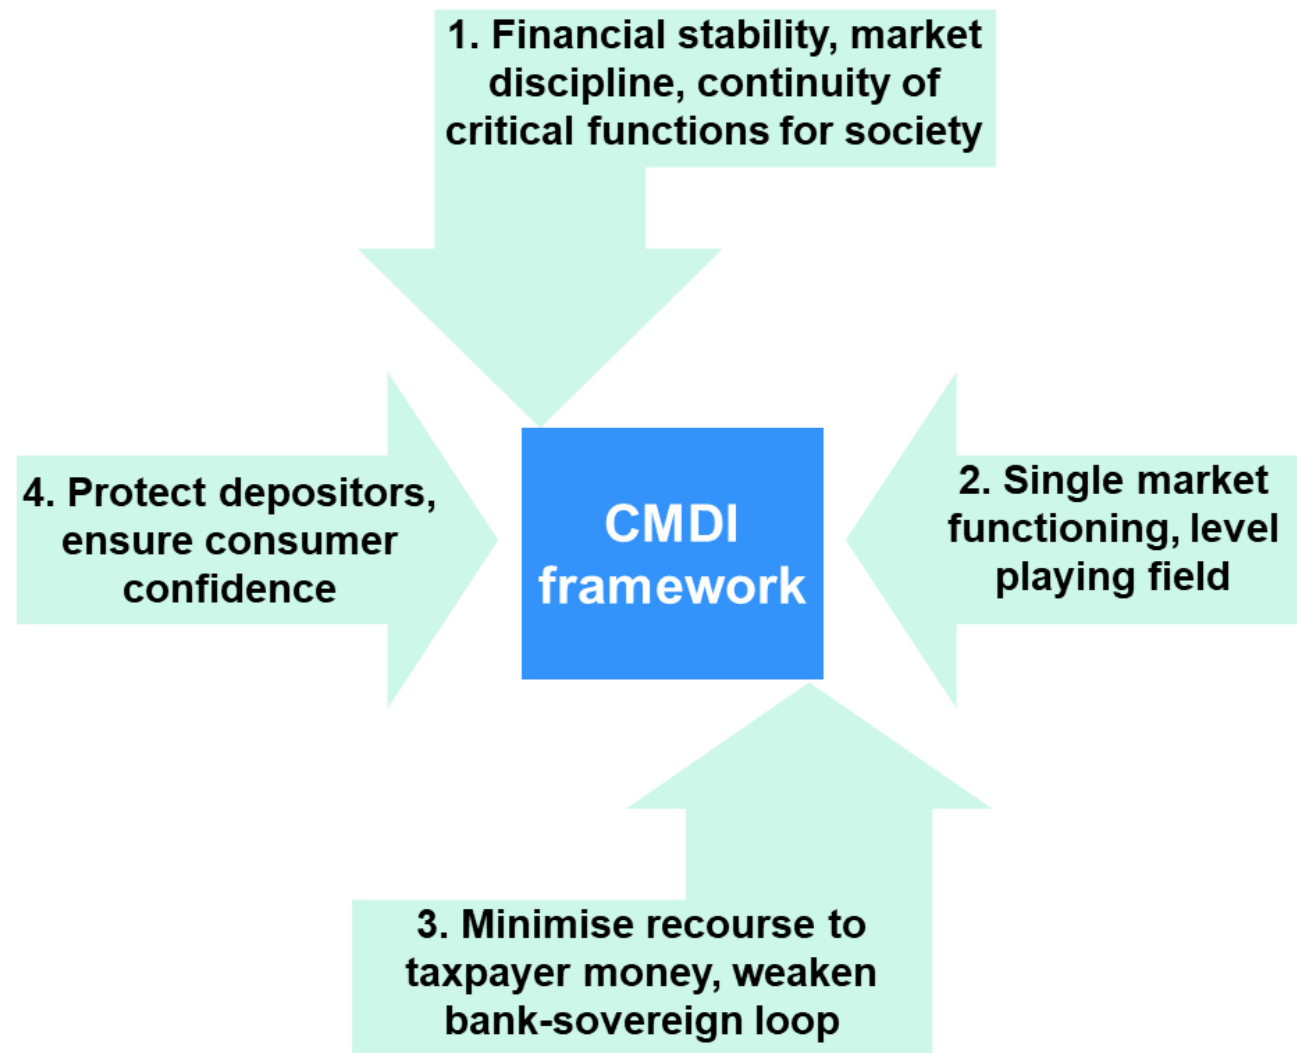 1. Financial stability, market
discipline, continuity of
critical functions for society
4. Protect depositors,
ensure consumer
confidence
CMDI
framework
2. Single market
functioning, level
playing field
3. Minimise recourse to
taxpayer money, weaken
bank-sovereign loop